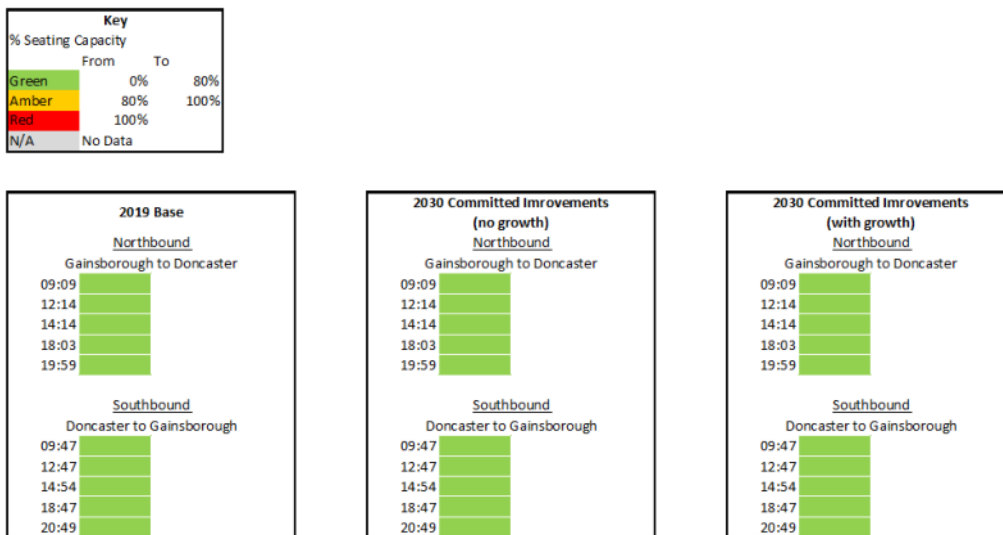 Key
% Seating Capacity
From To
Green 0% 80%
Amber 80% 100%
Red 100%
N/A No Data
2019 Base
Northbound
Gainsborough to Doncaster
09:09
12:14
14:14
18:03
19:59
Southbound
Doncaster to Gainsborough
09:47
12:47
14:54
18:47
20:49
2030 Committed Imrovements
(no growth)
Northbound
Gainsborough to Doncaster
09:09
12:14
14:14
18:03
19:59
Southbound
Doncaster to Gainsborough
09:47
12:47
14:54
18:47
20:49
2030 Committed Imrovements
(with growth)
Northbound
Gainsborough to Doncaster
09:09
12:14
14:14
18:03
19:59
Southbound
Doncaster to Gainsborough
09:47
12:47
14:54
18:47
20:49